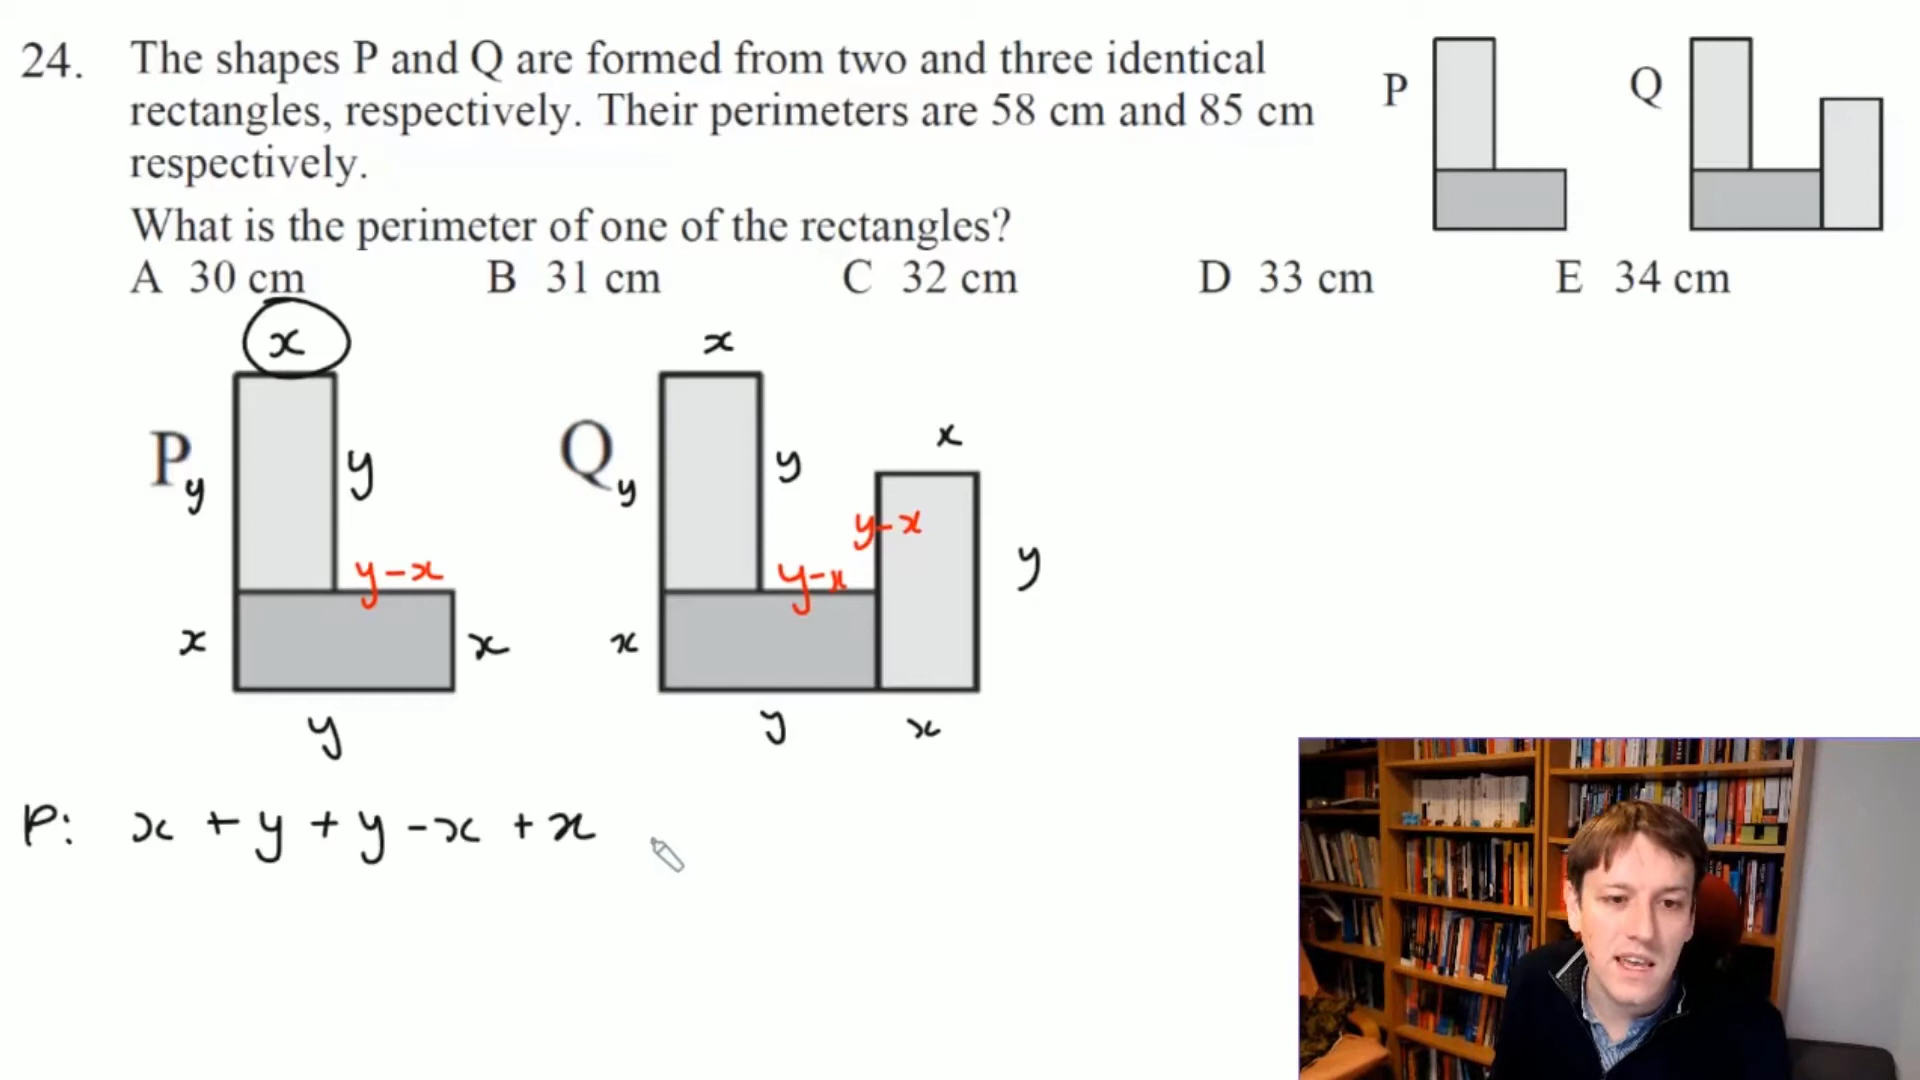 24. The shapes P and Q are formed from two and three identical
rectangles, respectively. Their perimeters are 58 cm and 85 cm
respectively.
What is the perimeter of one of the rectangles?
A 30 cm B 31 cm C 32 cm D 33 cm E 34 cm
P Q
x x
P Q x
y y y y
y-x y
y-x y-x
x x x
y y x
P: x + y + y - x + x